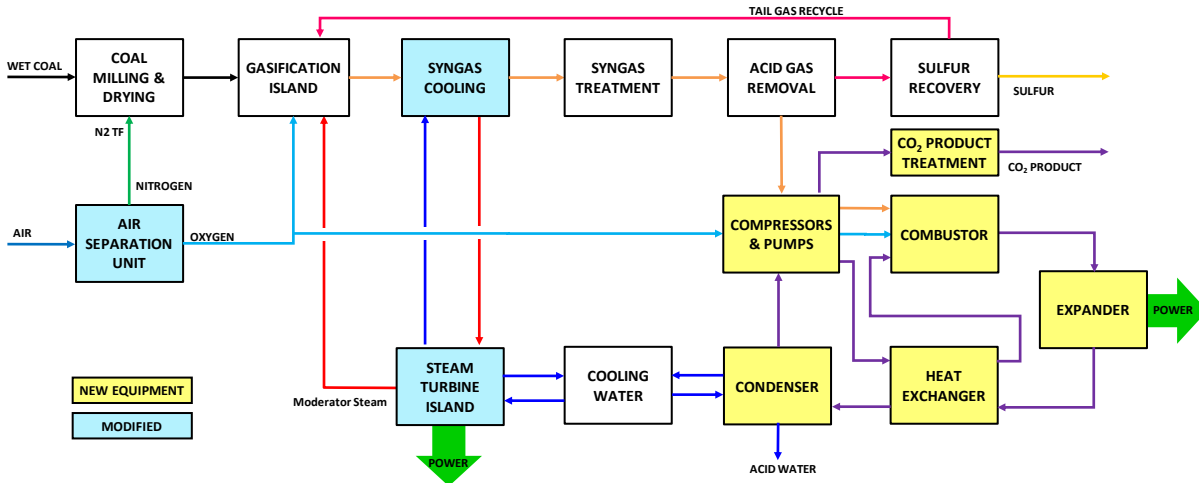 TAIL GAS RECYCLE
WET COAL
COAL
MILLING &
DRYING
GASIFICATION
ISLAND
SYNGAS
COOLING
SYNGAS
TREATMENT
ACID GAS
REMOVAL
SULFUR
RECOVERY
SULFUR
N2 TF
NITROGEN
CO₂ PRODUCT
TREATMENT
CO₂ PRODUCT
AIR
AIR
SEPARATION
UNIT
OXYGEN
COMPRESSORS
& PUMPS
COMBUSTOR
EXPANDER
POWER
NEW EQUIPMENT
MODIFIED
Moderator Steam
STEAM
TURBINE
ISLAND
COOLING
WATER
CONDENSER
HEAT
EXCHANGER
POWER
ACID WATER